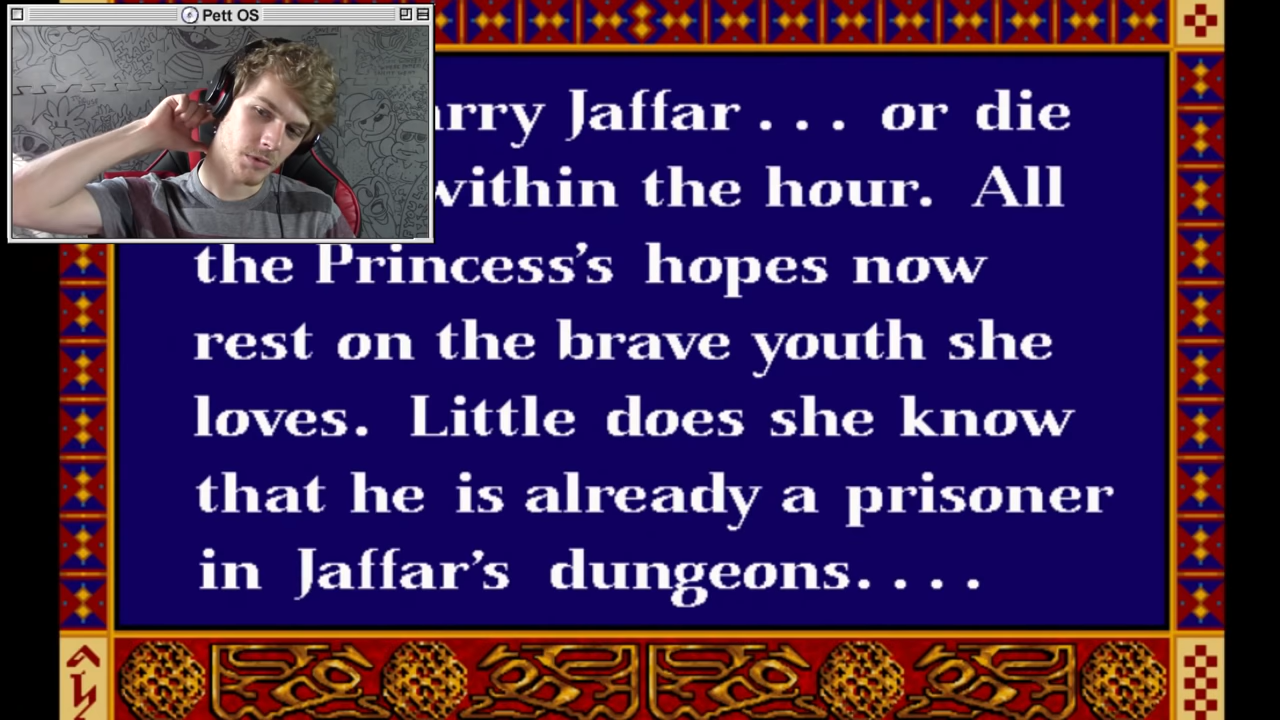 Pett OS
arry Jaffar . . . or die
within the hour. All
the Princess's hopes now
rest on the brave youth she
loves. Little does she know
that he is already a prisoner
in Jaffar's dungeons. . . .